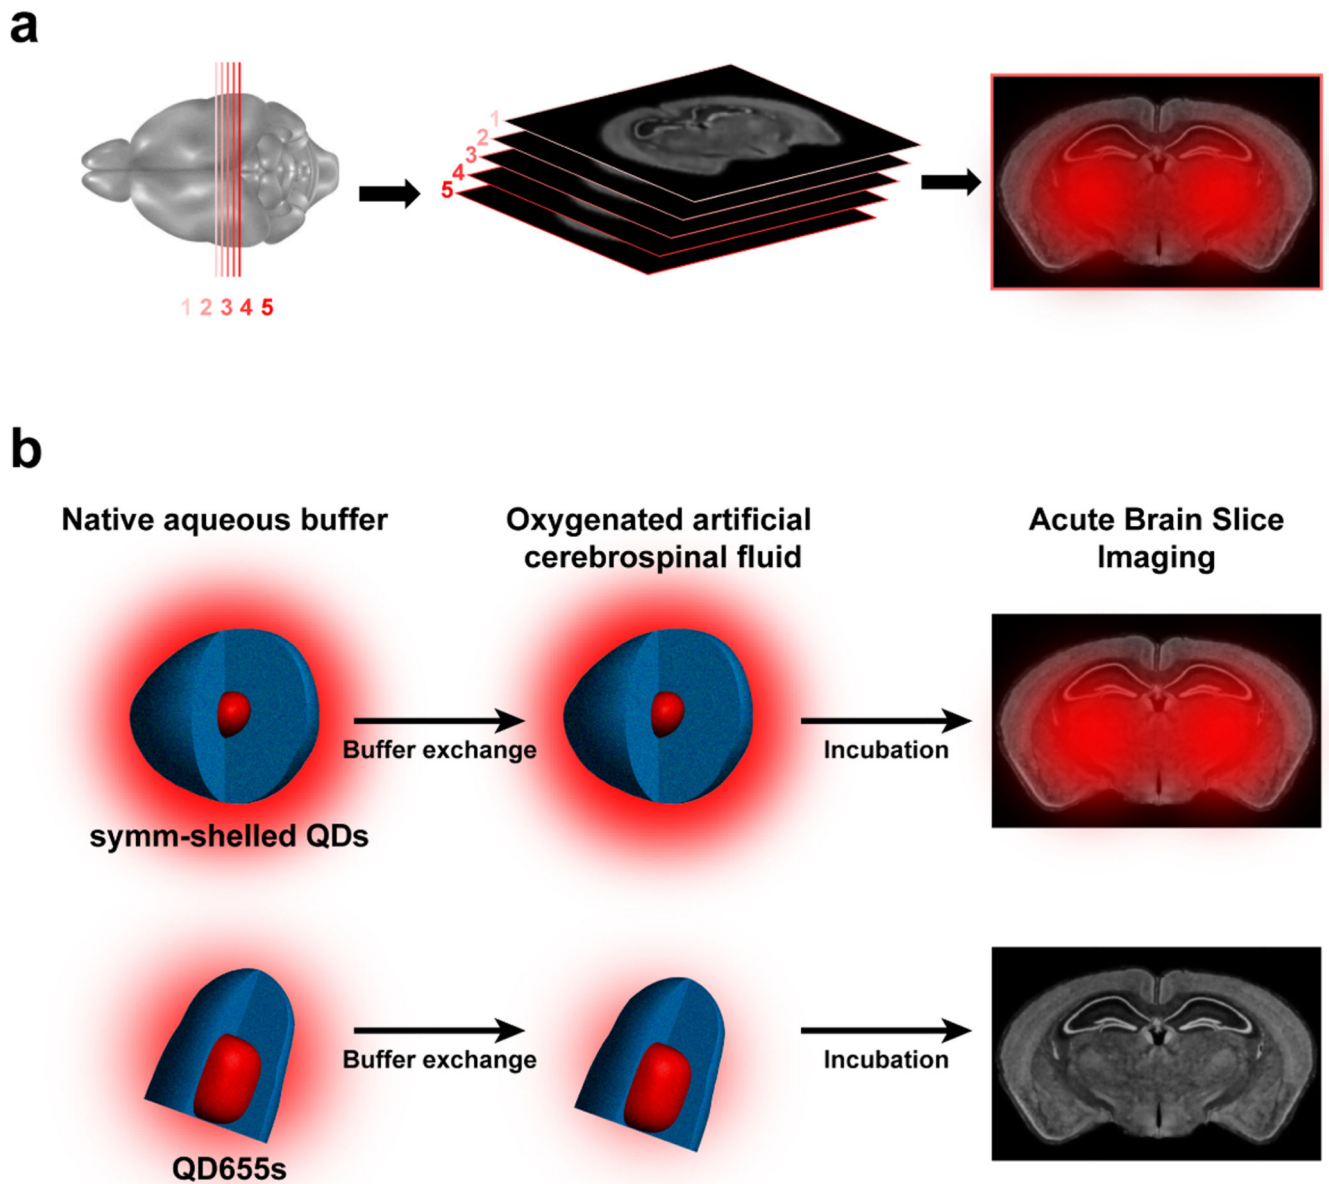 a
1
2
3
4
5
1 2 3 4 5
b
Native aqueous buffer
Oxygenated artificial
cerebrospinal fluid
Acute Brain Slice
Imaging
Buffer exchange
Incubation
symm-shelled QDs
Buffer exchange
Incubation
QD655s